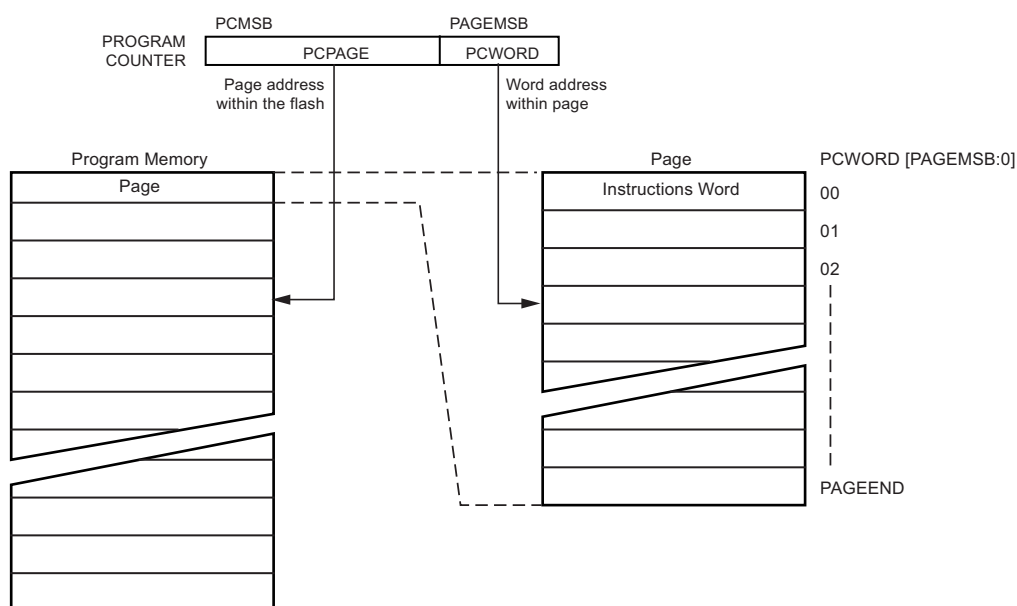 PCMSB PAGEMSB
PROGRAM
COUNTER
PCPAGE PCWORD
Page address
within the flash
Word address
within page
Program Memory
Page
Page
Instructions Word
PCWORD [PAGEMSB:0]
00
01
02
PAGEEND